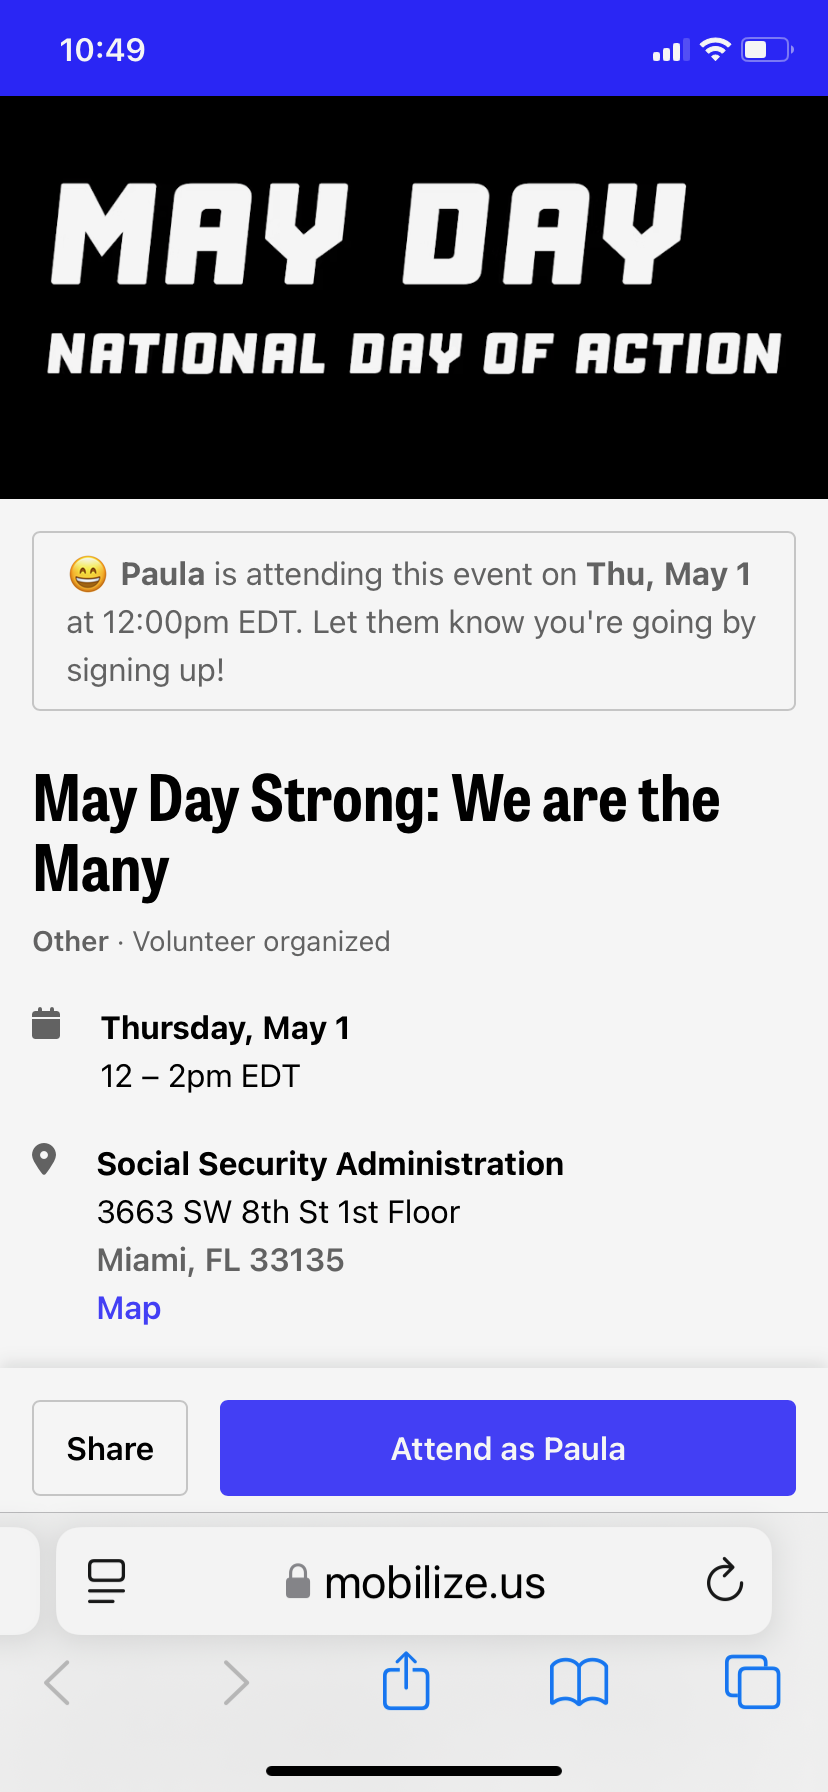 10:49
MAY DAY
NATIONAL DAY OF ACTION
😄 Paula is attending this event on Thu, May 1
at 12:00pm EDT. Let them know you're going by
signing up!
May Day Strong: We are the
Many
Other · Volunteer organized
Thursday, May 1
12 – 2pm EDT
Social Security Administration
3663 SW 8th St 1st Floor
Miami, FL 33135
Map
Share
Attend as Paula
mobilize.us